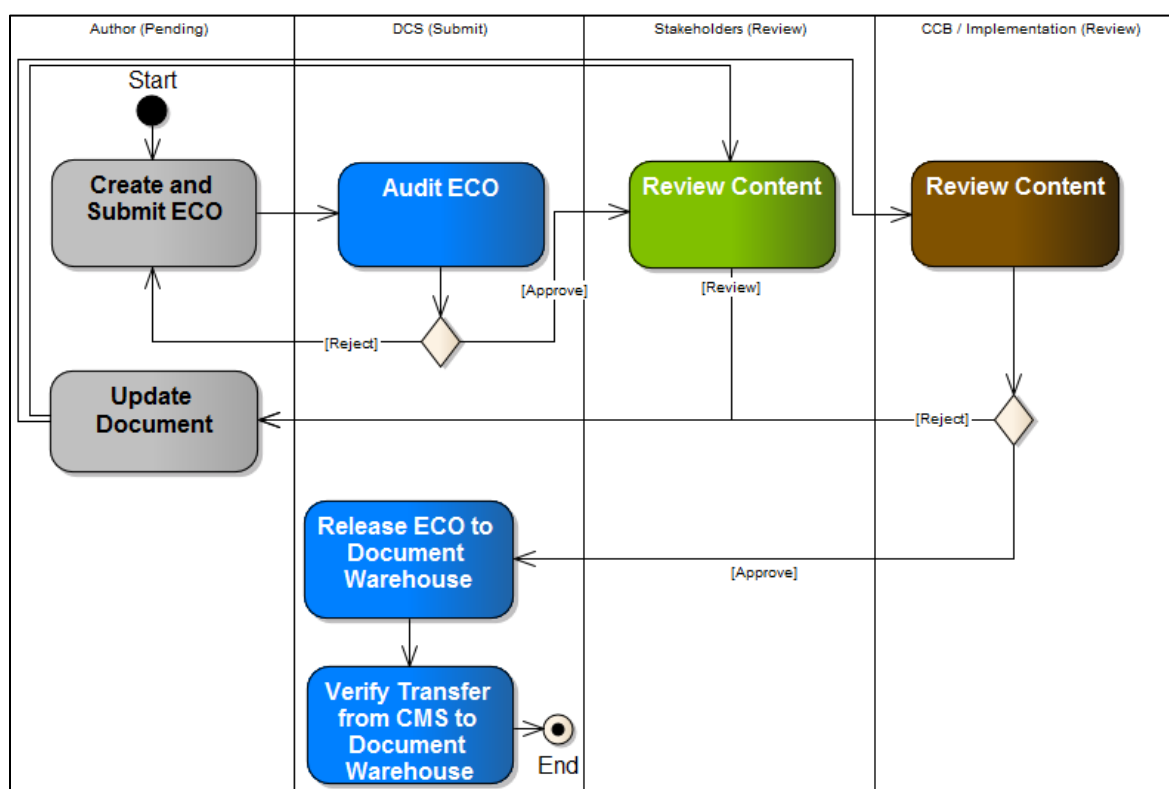 Author (Pending)
DCS (Submit)
Stakeholders (Review)
CCB / Implementation (Review)
Start
Create and
Submit ECO
Audit ECO
Review Content
Review Content
[Approve]
[Review]
[Reject]
Update
Document
[Reject]
Release ECO to
Document
Warehouse
[Approve]
Verify Transfer
from CMS to
Document
Warehouse
End